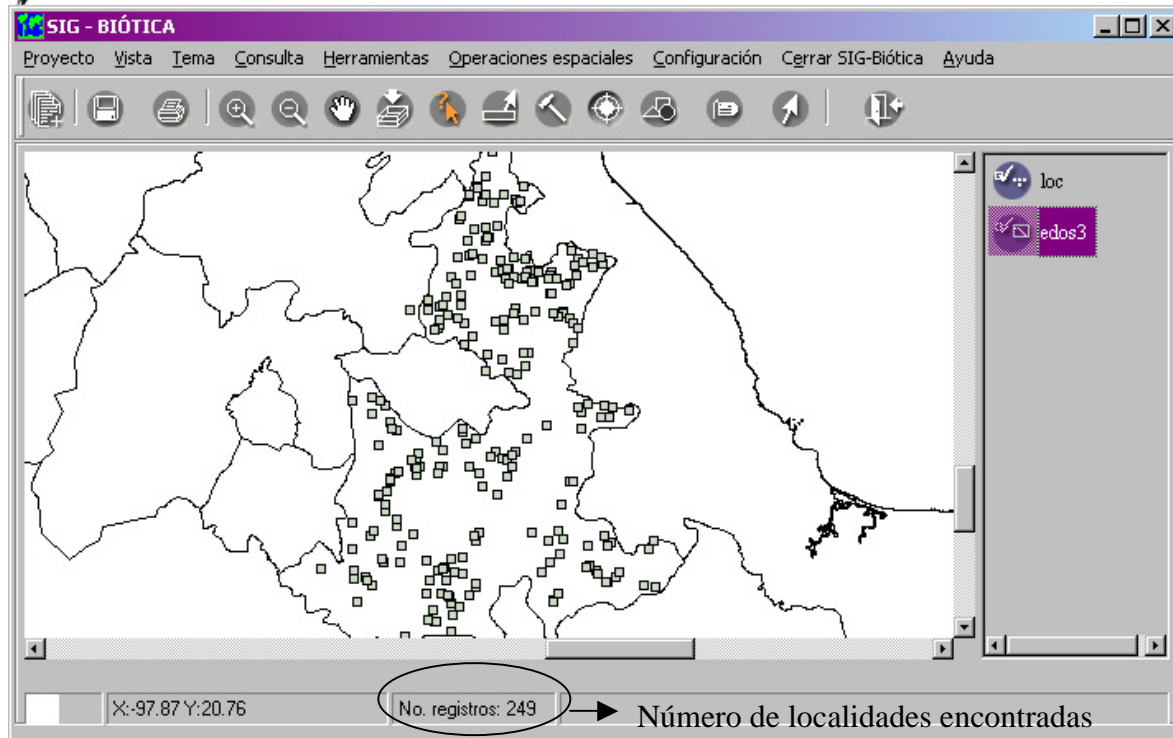 SIG - BIÓTICA
Proyecto Vista Tema Consulta Herramientas Operaciones espaciales Configuración Cerrar SIG-Biótica Ayuda
loc
edos3
X:-97.87 Y:20.76 No. registros: 249
Número de localidades encontradas